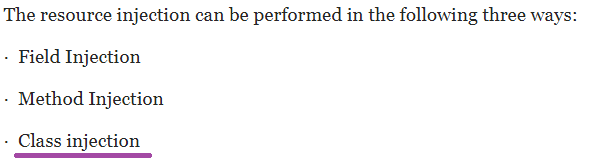 The resource injection can be performed in the following three ways:
· Field Injection
· Method Injection
· Class injection